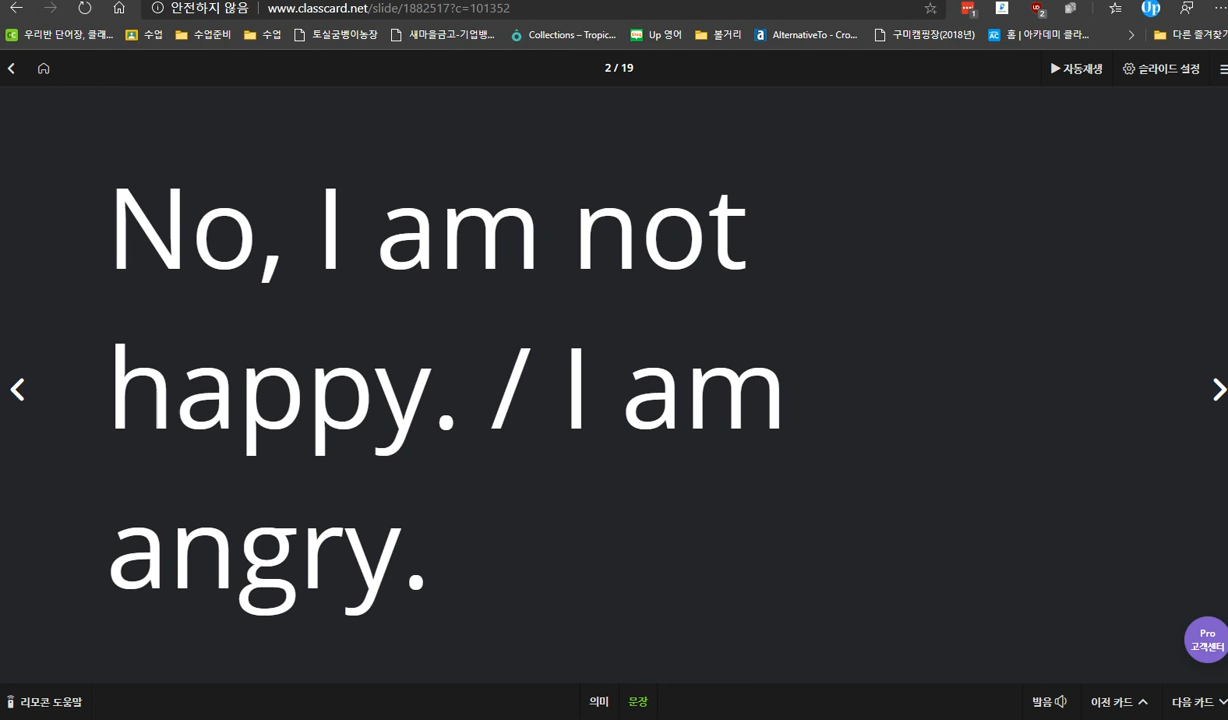 안전하지 않음 www.classcard.net/slide/1882517?c=101352
우리반 단어장, 클래... 수업 수업준비 수업 토실굼벵이농장 새마을금고-기업뱅... Collections – Tropic... Up 영어 볼거리 AlternativeTo - Cro... 구미캠핑장(2018년) 홈 | 아카데미 클라... 다른 즐겨찾기
2 / 19 자동재생 슬라이드 설정
No, I am not
happy. / I am
angry.
Pro
고객센터
리모콘 도움말 의미 문장 발음 이전 카드 다음 카드